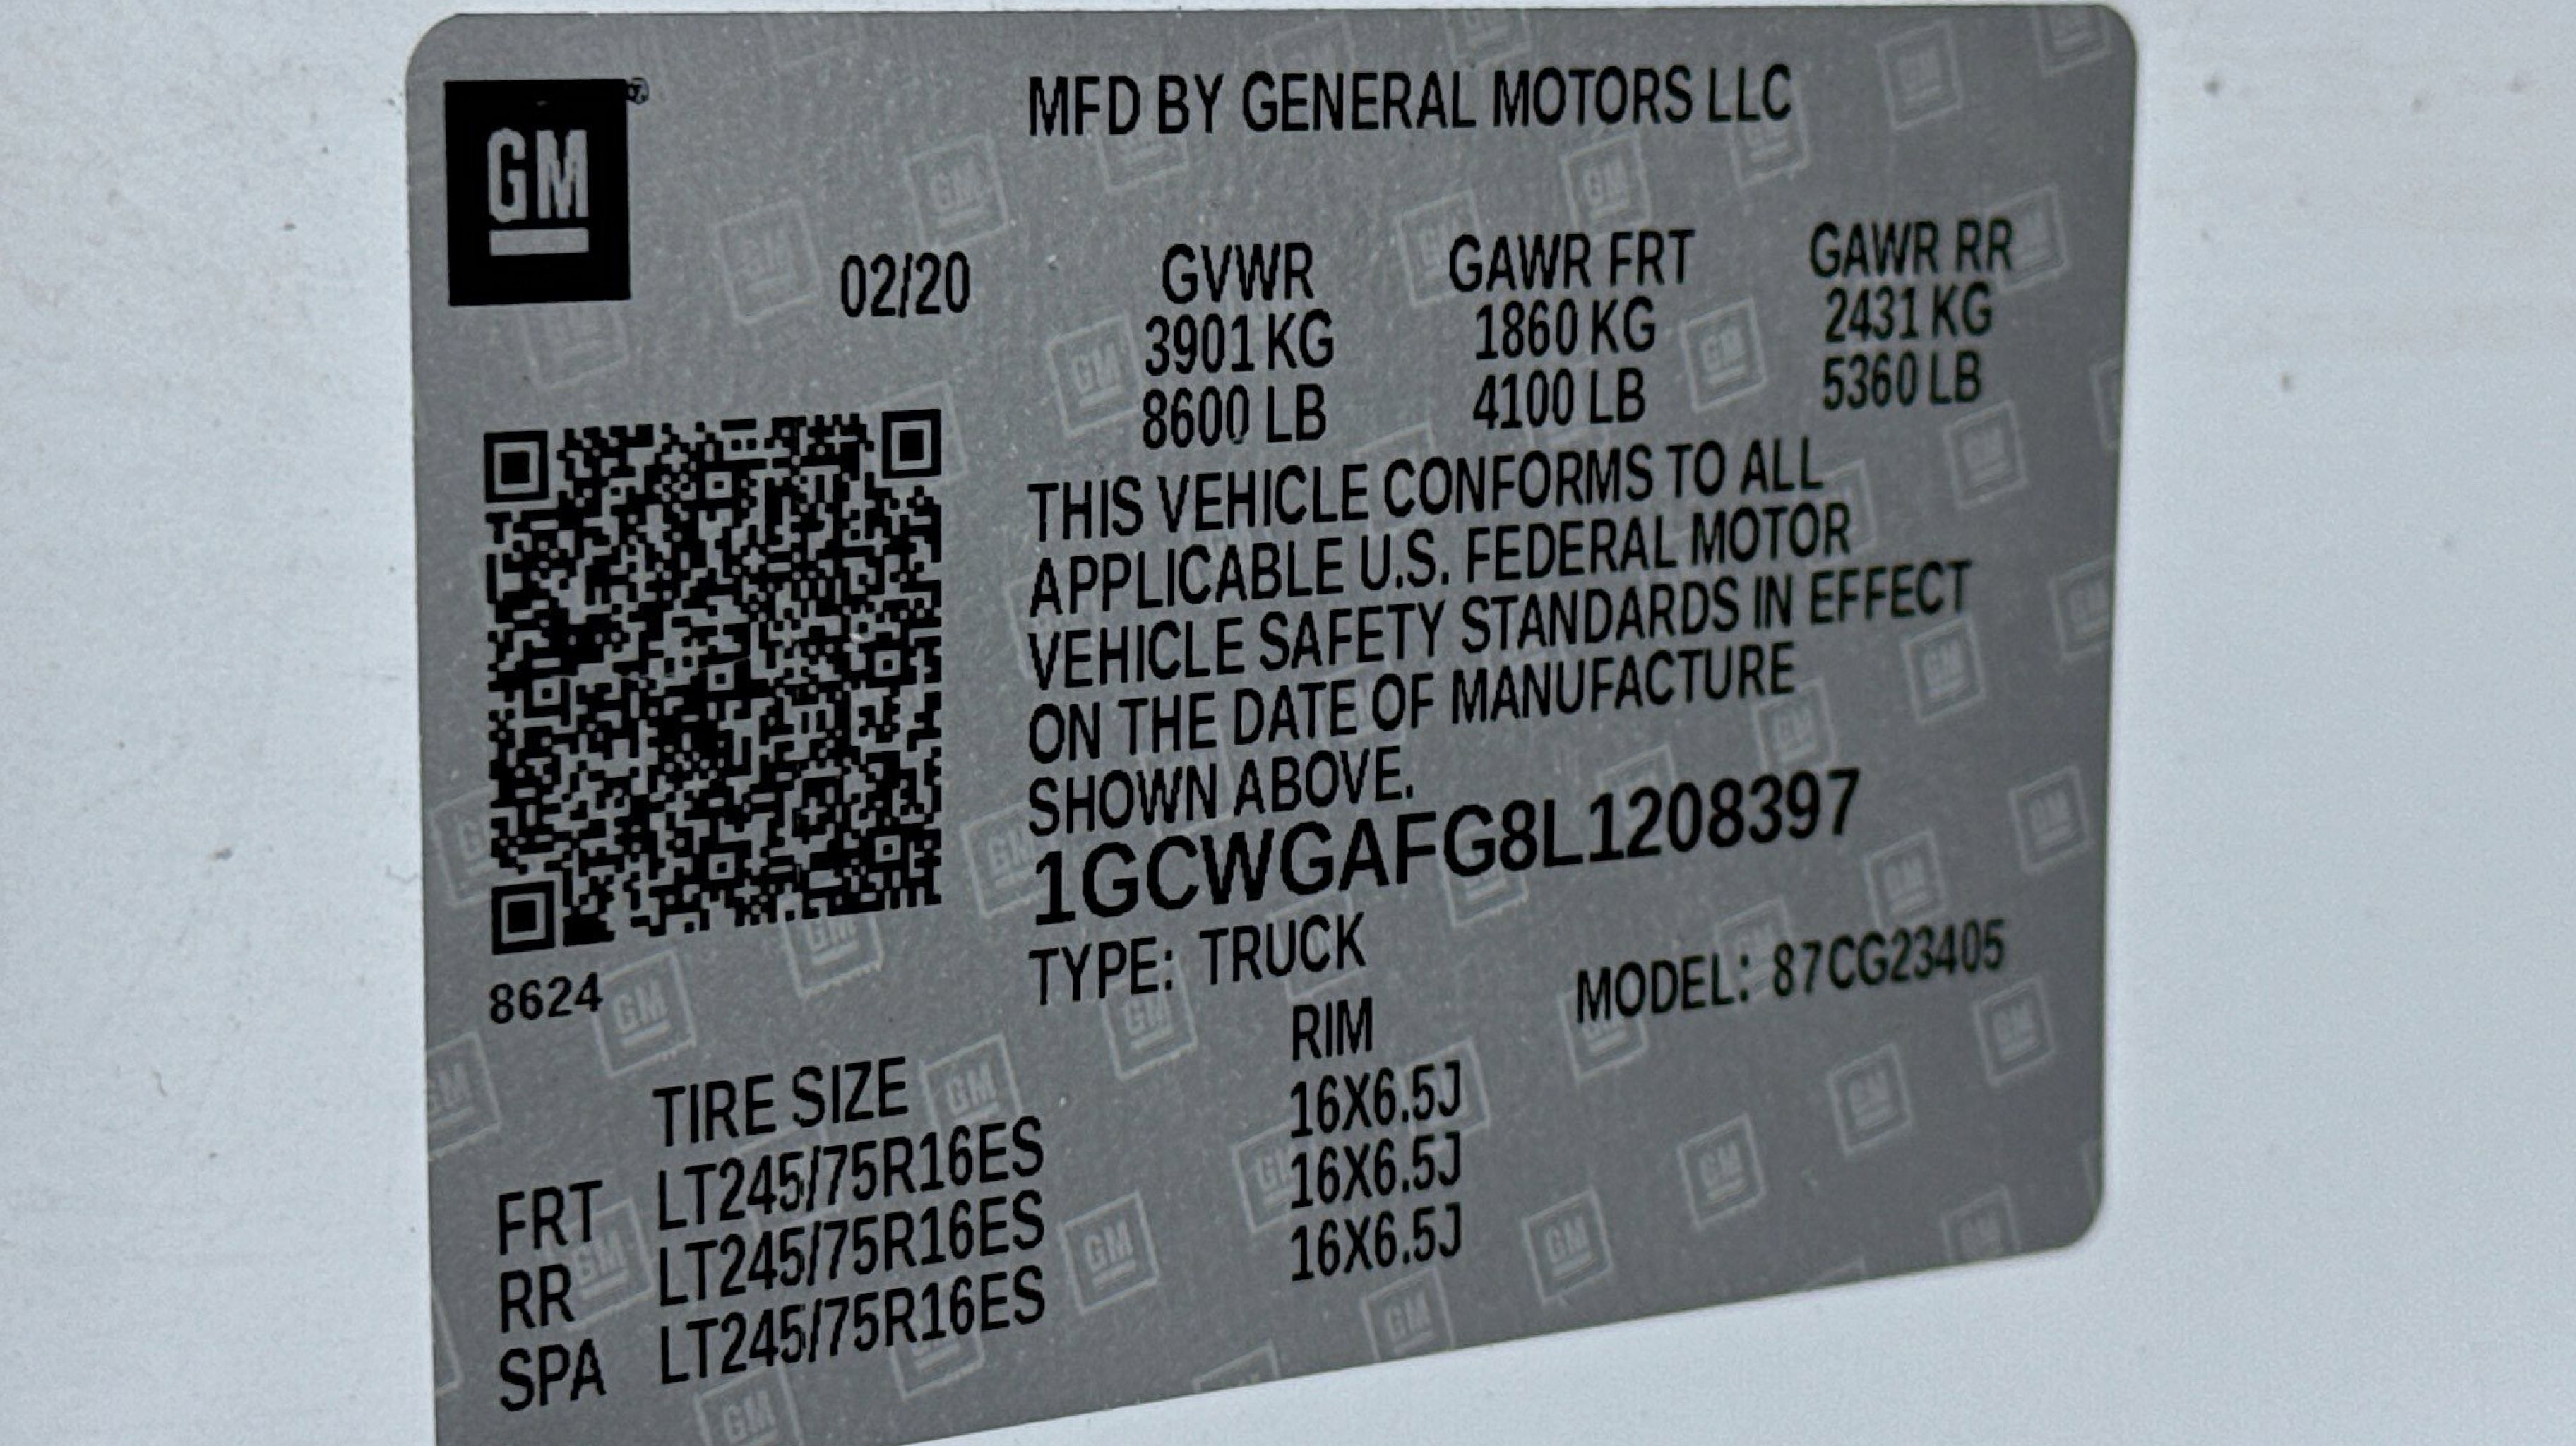 GM
MFD BY GENERAL MOTORS LLC
02/20 GVWR GAWR FRT GAWR RR
3901 KG 1860 KG 2431 KG
8600 LB 4100 LB 5360 LB
THIS VEHICLE CONFORMS TO ALL
APPLICABLE U.S. FEDERAL MOTOR
VEHICLE SAFETY STANDARDS IN EFFECT
ON THE DATE OF MANUFACTURE
SHOWN ABOVE.
1GCWGAFG8L1208397
TYPE: TRUCK MODEL: 87CG23405
8624
TIRE SIZE RIM
FRT LT245/75R16ES 16X6.5J
RR LT245/75R16ES 16X6.5J
SPA LT245/75R16ES 16X6.5J